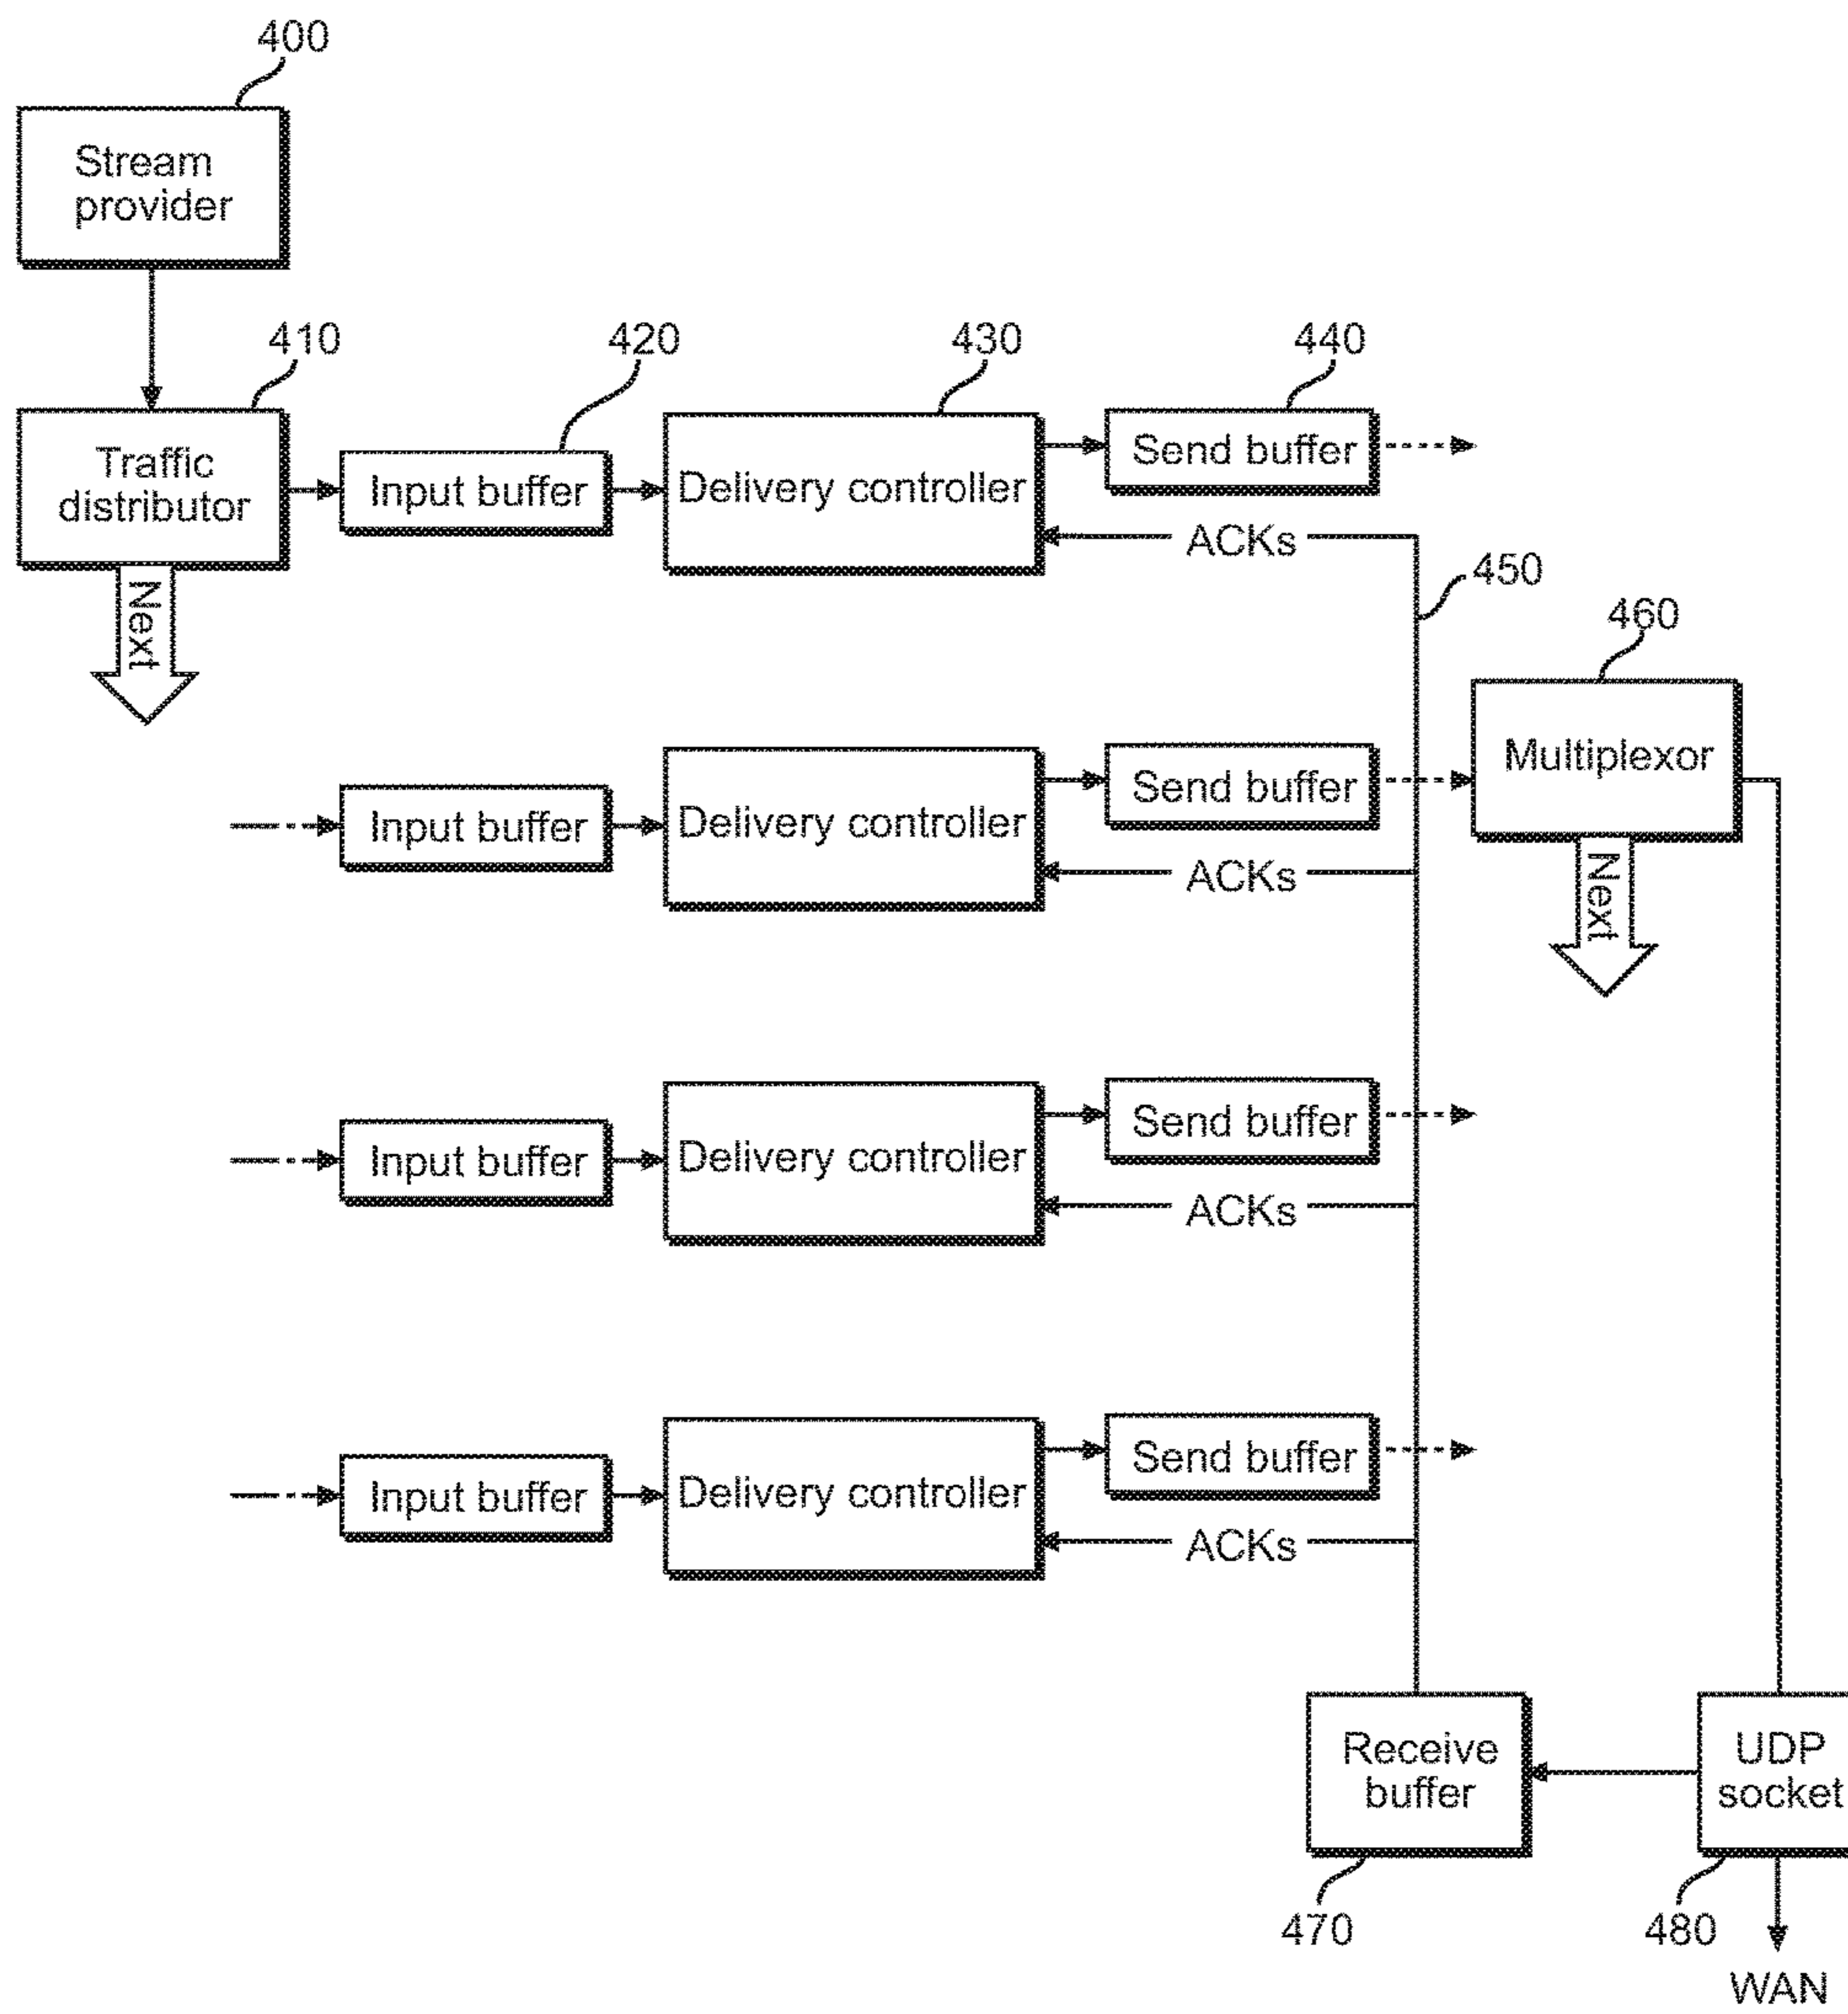 400
Stream
provider
410
420
430
440
Traffic
distributor
Input buffer
Delivery controller
Send buffer
ACKs
Next
450
460
Multiplexor
Input buffer
Delivery controller
Send buffer
ACKs
Next
Input buffer
Delivery controller
Send buffer
ACKs
Input buffer
Delivery controller
Send buffer
ACKs
Receive
buffer
UDP
socket
470
480
WAN